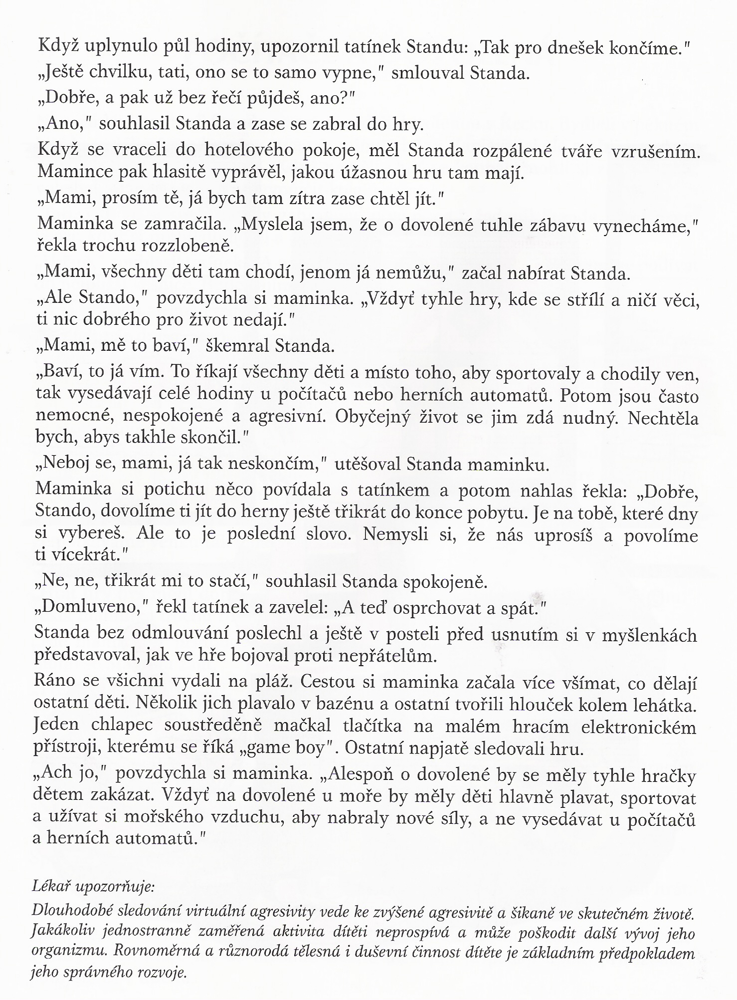 Když uplynulo půl hodiny, upozornil tatínek Standu: „Tak pro dnešek končíme."
„Ještě chvilku, tati, ono se to samo vypne," smlouval Standa.
„Dobře, a pak už bez řečí půjdeš, ano?"
„Ano," souhlasil Standa a zase se zabral do hry.
Když se vraceli do hotelového pokoje, měl Standa rozpálené tváře vzrušením.
Mamince pak hlasitě vyprávěl, jakou úžasnou hru tam mají.
„Mami, prosím tě, já bych tam zítra zase chtěl jít."
Maminka se zamračila. „Myslela jsem, že o dovolené tuhle zábavu vynecháme,"
řekla trochu rozzlobeně.
„Mami, všechny děti tam chodí, jenom já nemůžu," začal nabírat Standa.
„Ale Stando," povzdychla si maminka. „Vždyť tyhle hry, kde se střílí a ničí věci,
ti nic dobrého pro život nedají."
„Mami, mě to baví," škemral Standa.
„Baví, to já vím. To říkají všechny děti a místo toho, aby sportovaly a chodily ven,
tak vysedávají celé hodiny u počítačů nebo herních automatů. Potom jsou často
nemocné, nespokojené a agresivní. Obyčejný život se jim zdá nudný. Nechtěla
bych, abys takhle skončil."
„Neboj se, mami, já tak neskončím," utěšoval Standa maminku.
Maminka si potichu něco povídala s tatínkem a potom nahlas řekla: „Dobře,
Stando, dovolíme ti jít do herny ještě třikrát do konce pobytu. Je na tobě, které dny
si vybereš. Ale to je poslední slovo. Nemysli si, že nás uprosíš a povolíme
ti vícekrát."
„Ne, ne, třikrát mi to stačí," souhlasil Standa spokojeně.
„Domluveno," řekl tatínek a zavelel: „A teď osprchovat a spát."
Standa bez odmlouvání poslechl a ještě v posteli před usnutím si v myšlenkách
představoval, jak ve hře bojoval proti nepřátelům.
Ráno se všichni vydali na pláž. Cestou si maminka začala více všímat, co dělají
ostatní děti. Několik jich plavalo v bazénu a ostatní tvořili hlouček kolem lehátka.
Jeden chlapec soustředěně mačkal tlačítka na malém hracím elektronickém
přístroji, kterému se říká „game boy". Ostatní napjatě sledovali hru.
„Ach jo," povzdychla si maminka. „Alespoň o dovolené by se měly tyhle hračky
dětem zakázat. Vždyť na dovolené u moře by měly děti hlavně plavat, sportovat
a užívat si mořského vzduchu, aby nabraly nové síly, a ne vysedávat u počítačů
a herních automatů."
Lékař upozorňuje:
Dlouhodobé sledování virtuální agresivity vede ke zvýšené agresivitě a šikaně ve skutečném životě.
Jakákoliv jednostranně zaměřená aktivita dítěti neprospívá a může poškodit další vývoj jeho
organizmu. Rovnoměrná a různorodá tělesná i duševní činnost dítěte je základním předpokladem
jeho správného rozvoje.